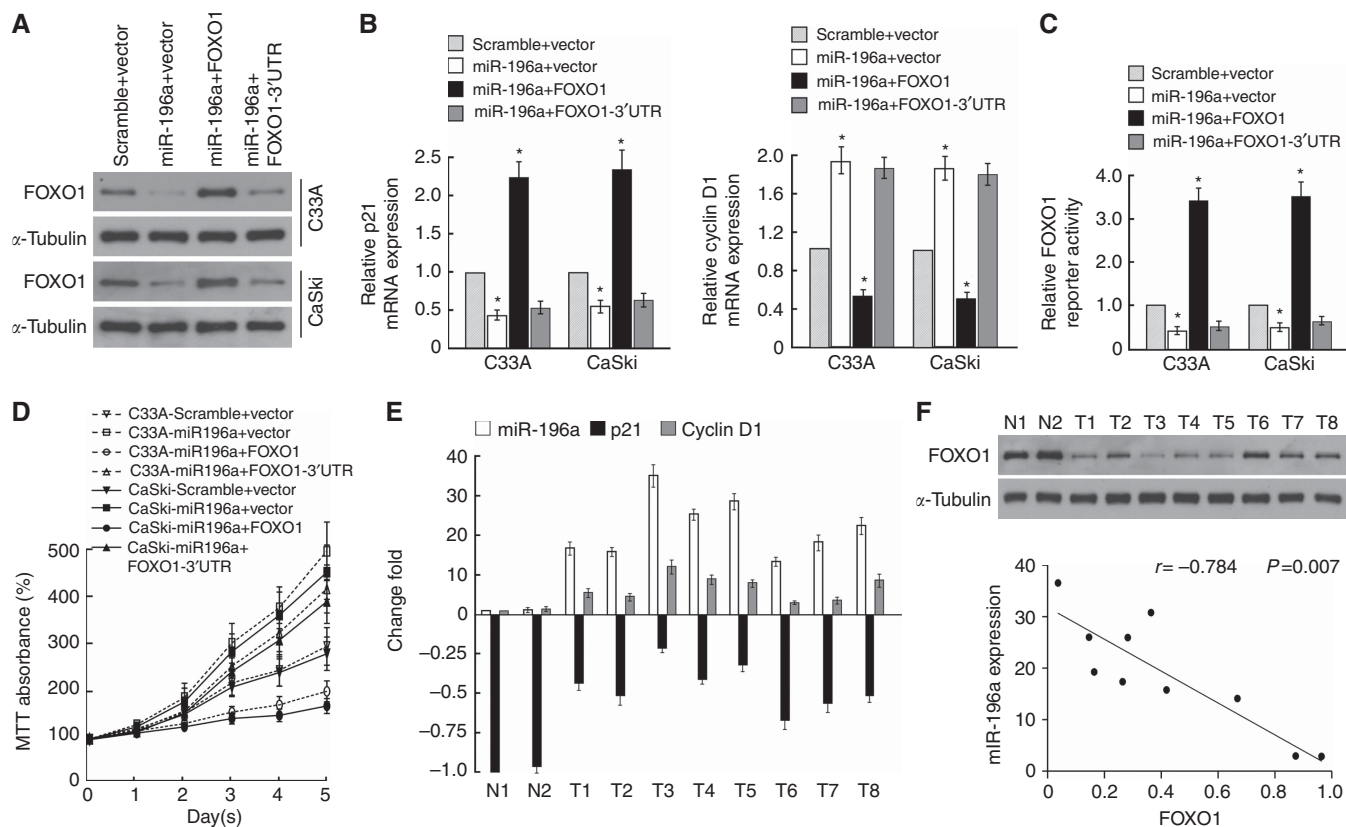 A
Scramble+vector
miR-196a+vector
miR-196a+FOXO1
miR-196a+
FOXO1-3′UTR
FOXO1
α-Tubulin
C33A
FOXO1
α-Tubulin
CaSki
B
Scramble+vector
miR-196a+vector
miR-196a+FOXO1
miR-196a+FOXO1-3′UTR
Relative p21
mRNA expression
2.5
2.0
1.5
1.0
0.5
0
* * * *
C33A CaSki
Scramble+vector
miR-196a+vector
miR-196a+FOXO1
miR-196a+FOXO1-3′UTR
Relative cyclin D1
mRNA expression
2.0
1.6
1.2
0.8
0.4
0
* * * *
C33A CaSki
C
Scramble+vector
miR-196a+vector
miR-196a+FOXO1
miR-196a+FOXO1-3′UTR
Relative FOXO1
reporter activity
4.0
3.0
2.0
1.0
0
* * * *
C33A CaSki
D
C33A-Scramble+vector
C33A-miR196a+vector
C33A-miR196a+FOXO1
C33A-miR196a+FOXO1-3′UTR
CaSki-Scramble+vector
CaSki-miR196a+vector
CaSki-miR196a+FOXO1
CaSki-miR196a+
FOXO1-3′UTR
MTT absorbance (%)
500
400
300
200
100
0
0 1 2 3 4 5
Day(s)
E
miR-196a p21 Cyclin D1
Change fold
40
30
20
10
0
−0.25
−0.5
−0.75
−1.0
N1 N2 T1 T2 T3 T4 T5 T6 T7 T8
F
N1 N2 T1 T2 T3 T4 T5 T6 T7 T8
FOXO1
α-Tubulin
r= −0.784 P=0.007
mIR-196a expression
40
30
20
10
0
0 0.2 0.4 0.6 0.8 1.0
FOXO1